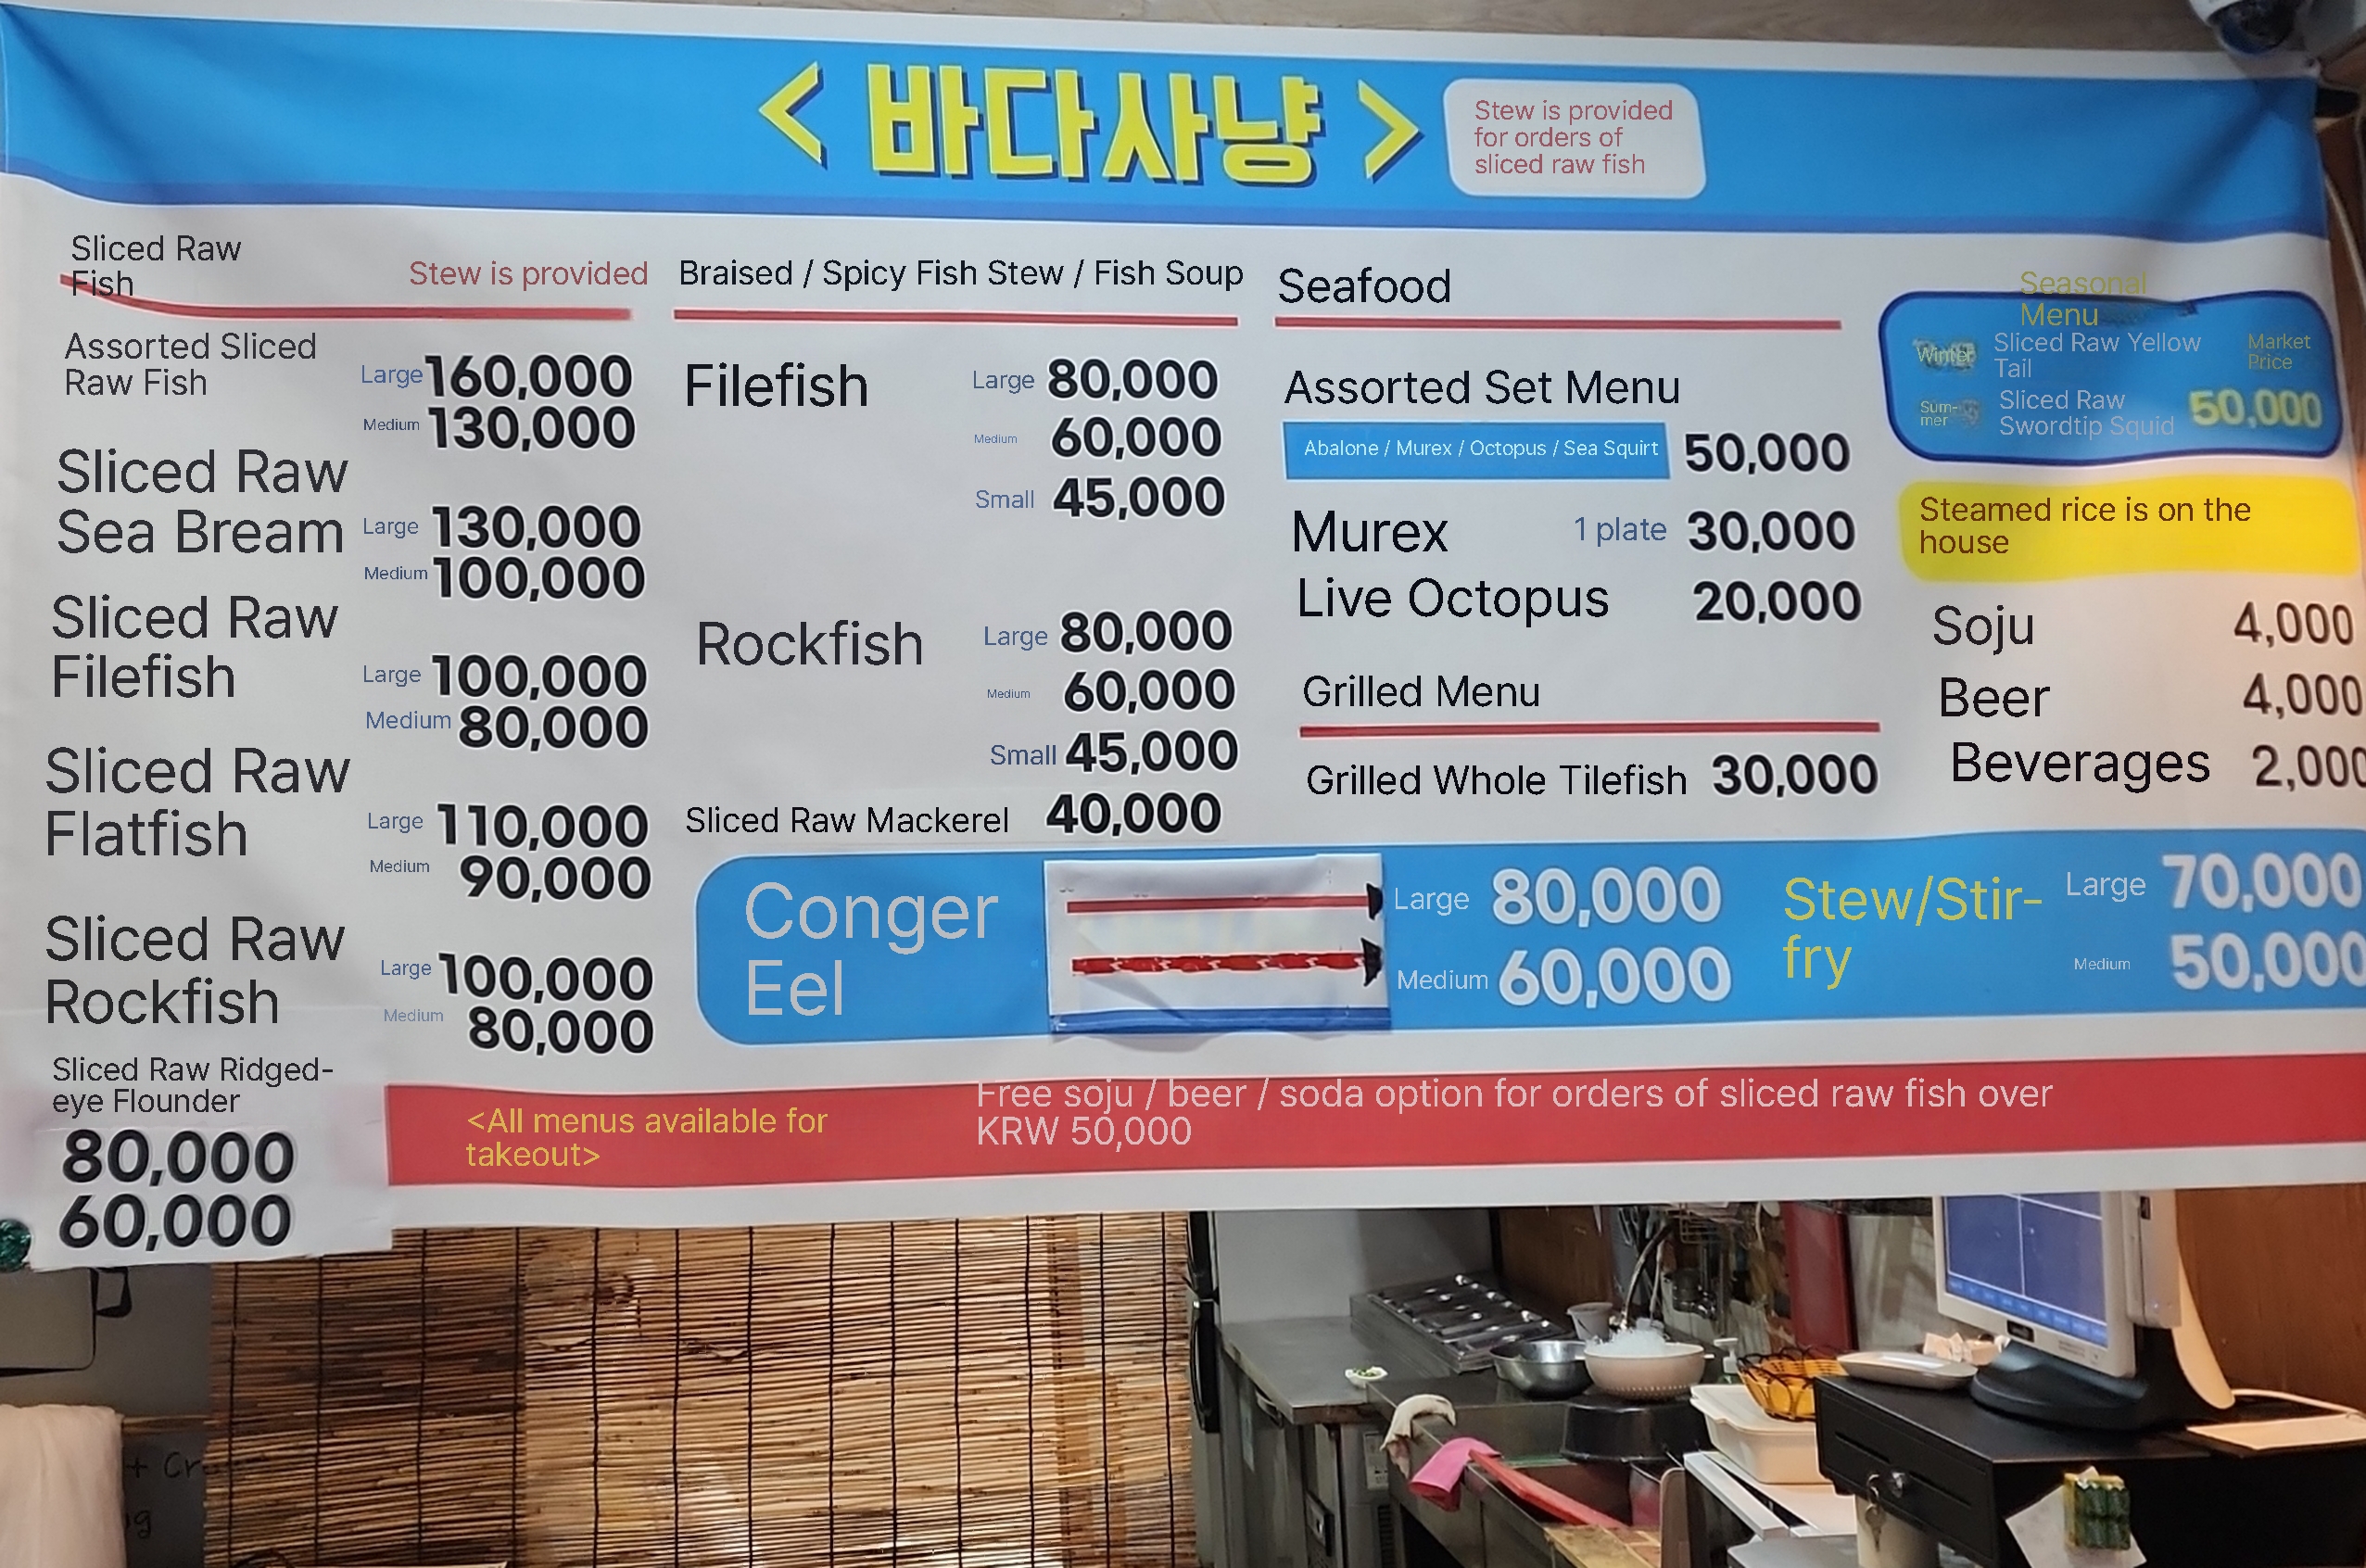 < 바다사냥 >
Stew is provided
for orders of
sliced raw fish
Sliced Raw
Fish
Stew is provided
Assorted Sliced
Raw Fish
Large 160,000
Medium 130,000
Sliced Raw
Sea Bream
Large 130,000
Medium 100,000
Sliced Raw
Filefish
Large 100,000
Medium 80,000
Sliced Raw
Flatfish
Large 110,000
Medium 90,000
Sliced Raw
Rockfish
Large 100,000
Medium 80,000
Sliced Raw Ridged-
eye Flounder
80,000
60,000
Braised / Spicy Fish Stew / Fish Soup
Filefish Large 80,000
Medium 60,000
Small 45,000
Rockfish Large 80,000
Medium 60,000
Small 45,000
Sliced Raw Mackerel 40,000
Seafood
Assorted Set Menu
Abalone / Murex / Octopus / Sea Squirt 50,000
Murex 1 plate 30,000
Live Octopus 20,000
Grilled Menu
Grilled Whole Tilefish 30,000
Seasonal
Menu
Winter Sliced Raw Yellow
Tail
Market
Price
Sum-
mer
Sliced Raw
Swordtip Squid
50,000
Steamed rice is on the
house
Soju 4,000
Beer 4,000
Beverages 2,000
Conger
Eel
Large 80,000
Medium 60,000
Stew/Stir-
fry
Large 70,000
Medium 50,000
<All menus available for
takeout>
Free soju / beer / soda option for orders of sliced raw fish over
KRW 50,000